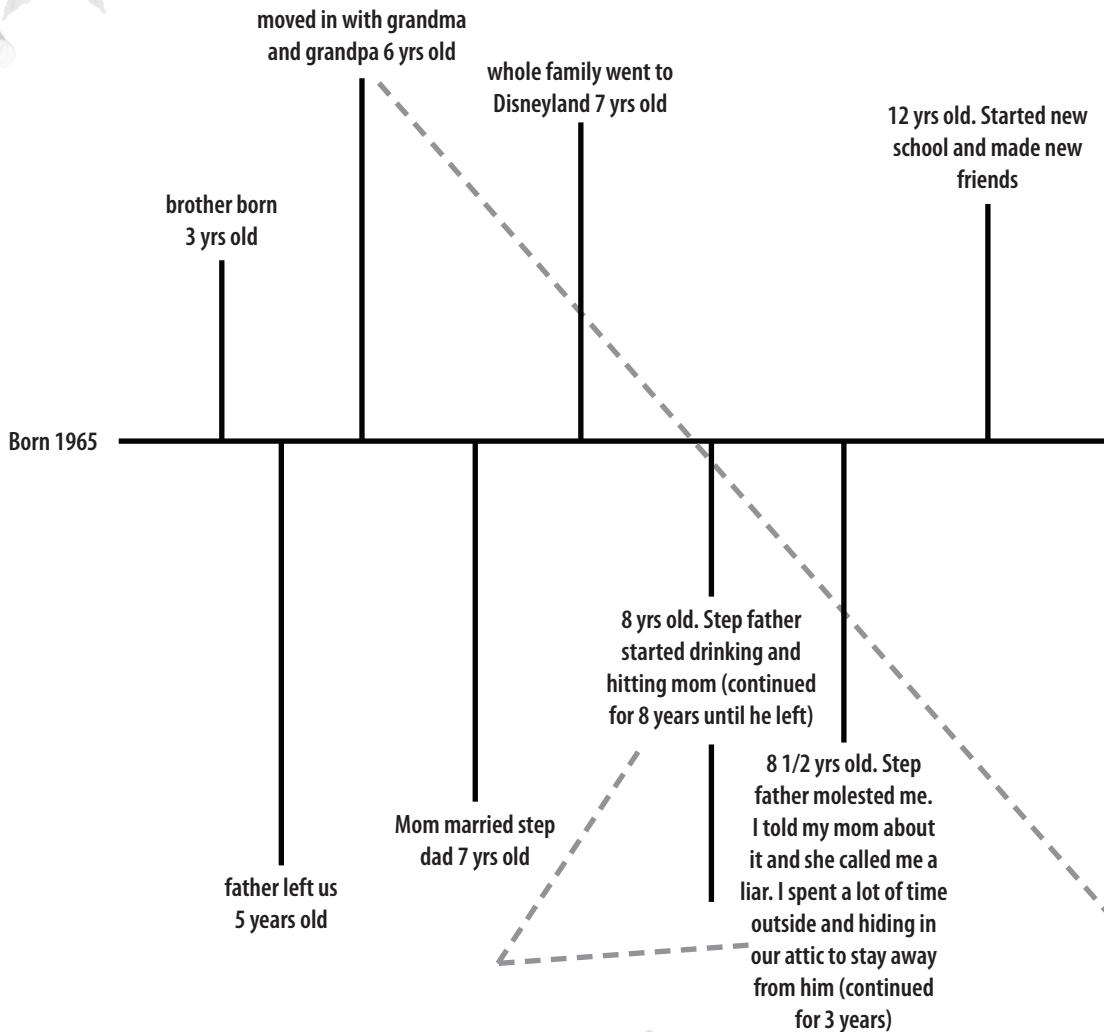 moved in with grandma
and grandpa 6 yrs old
whole family went to
Disneyland 7 yrs old
12 yrs old. Started new
school and made new
friends
brother born
3 yrs old
Born 1965
8 yrs old. Step father
started drinking and
hitting mom (continued
for 8 years until he left)
8 1/2 yrs old. Step
father molested me.
I told my mom about
it and she called me a
liar. I spent a lot of time
outside and hiding in
our attic to stay away
from him (continued
for 3 years)
Mom married step
dad 7 yrs old
father left us
5 years old